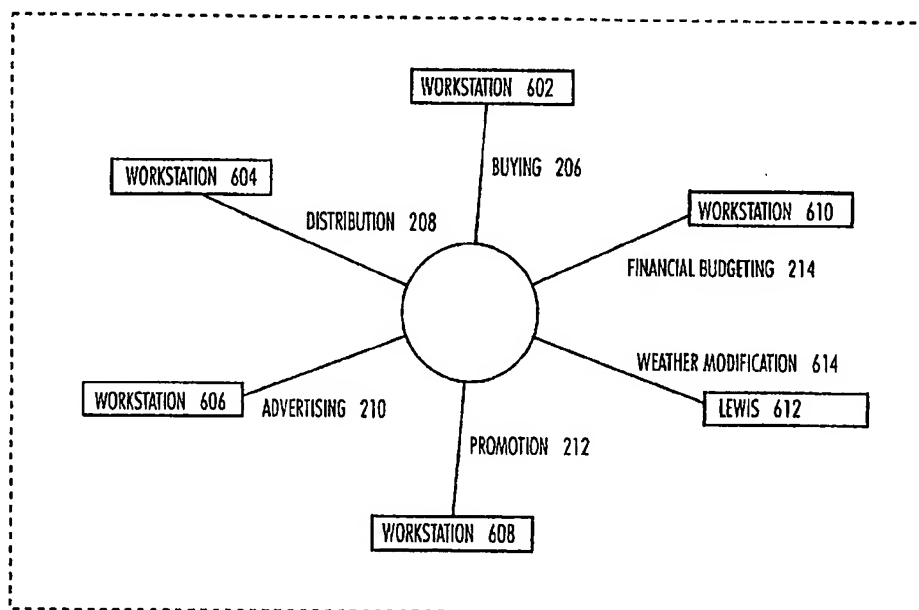 WORKSTATION 602
BUYING 206
WORKSTATION 604
DISTRIBUTION 208
WORKSTATION 610
FINANCIAL BUDGETING 214
WEATHER MODIFICATION 614
LEWIS 612
WORKSTATION 606
ADVERTISING 210
PROMOTION 212
WORKSTATION 608